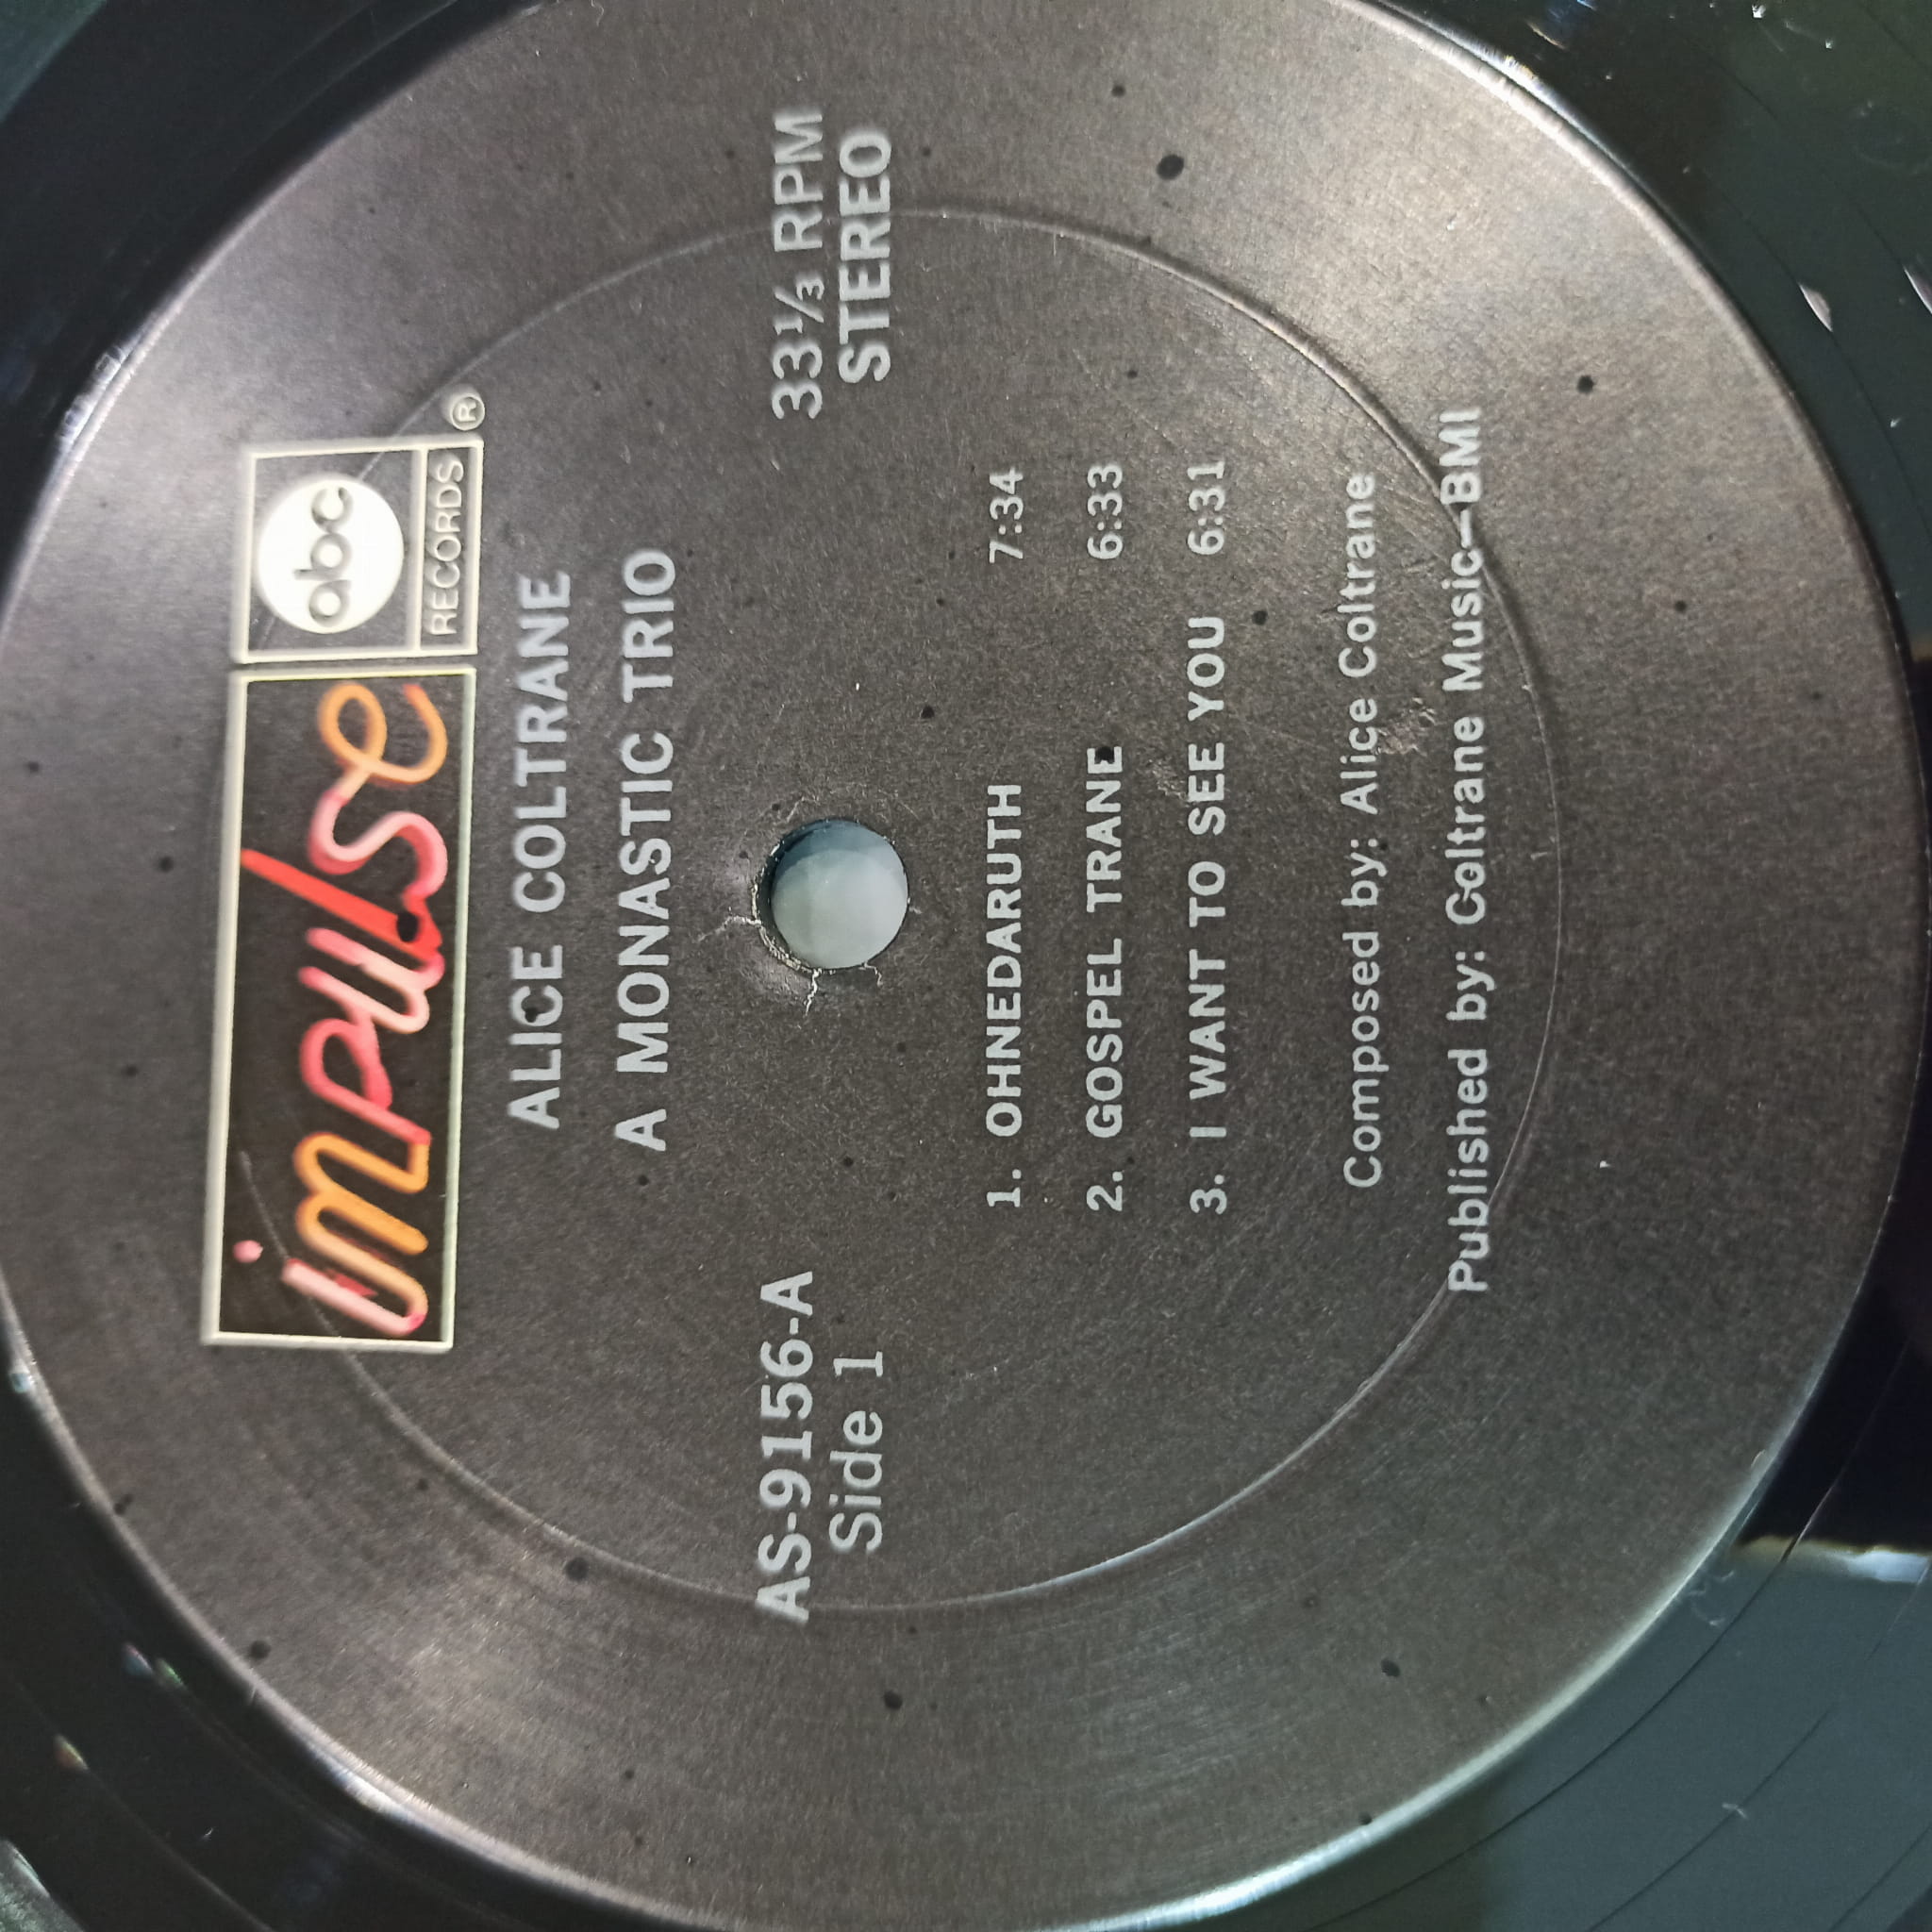 impulse
abc
RECORDS
®
ALICE COLTRANE
A MONASTIC TRIO
AS-9156-A
Side 1
33⅓ RPM
STEREO
1. OHNEDARUTH 7:34
2. GOSPEL TRANE 6:33
3. I WANT TO SEE YOU 6:31
Composed by: Alice Coltrane
Published by: Coltrane Music—BMI